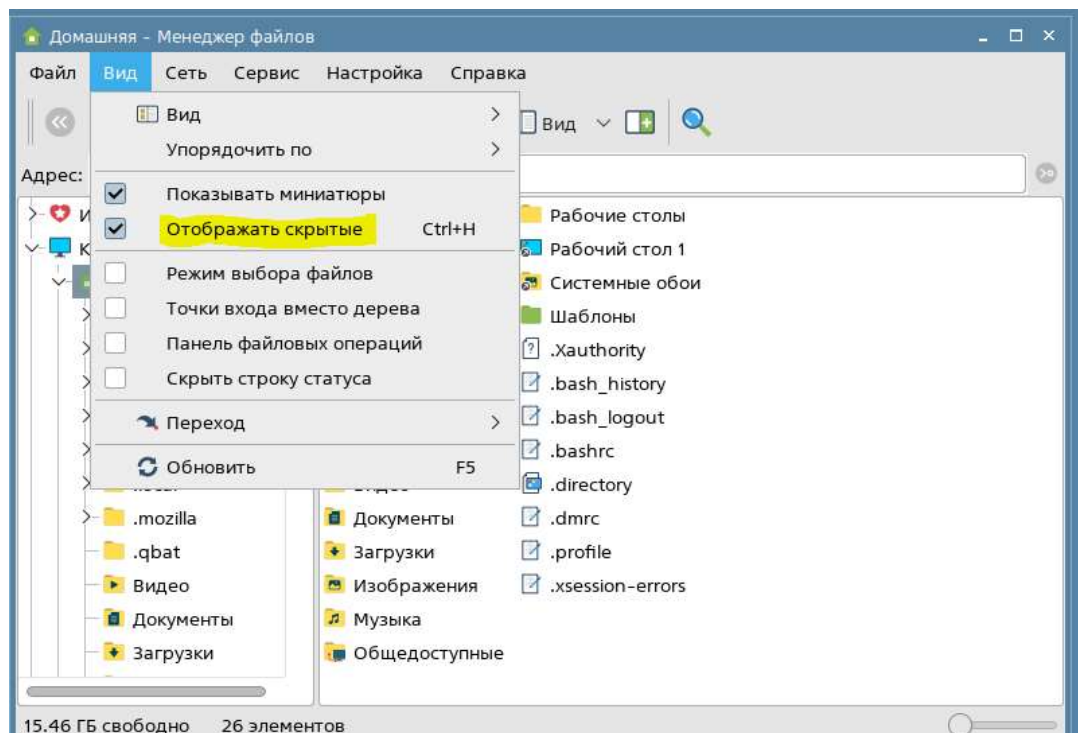 Домашняя – Менеджер файлов
Файл Вид Сеть Сервис Настройка Справка
Вид
Вид
Упорядочить по
Адрес:
Показывать миниатюры
Отображать скрытые Ctrl+H
Режим выбора файлов
Точки входа вместо дерева
Панель файловых операций
Скрыть строку статуса
Переход
Обновить F5
.mozilla
.qbat
Видео
Документы
Загрузки
Документы
Загрузки
Изображения
Музыка
Общедоступные
Рабочие столы
Рабочий стол 1
Системные обои
Шаблоны
.Xauthority
.bash_history
.bash_logout
.bashrc
.directory
.dmrc
.profile
.xsession-errors
15.46 ГБ свободно 26 элементов